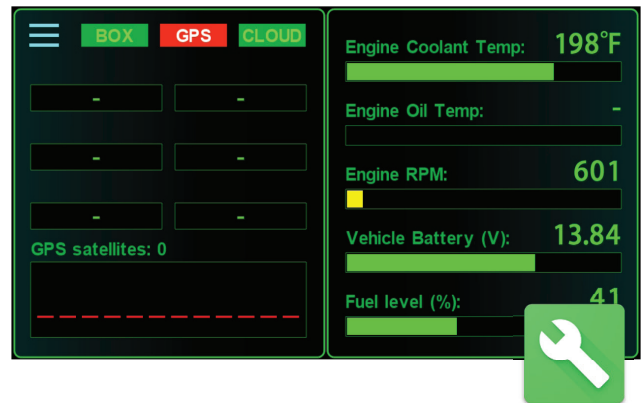 BOX GPS CLOUD
- -
- -
- -
GPS satellites: 0
Engine Coolant Temp: 198°F
Engine Oil Temp: -
Engine RPM: 601
Vehicle Battery (V): 13.84
Fuel level (%): 41